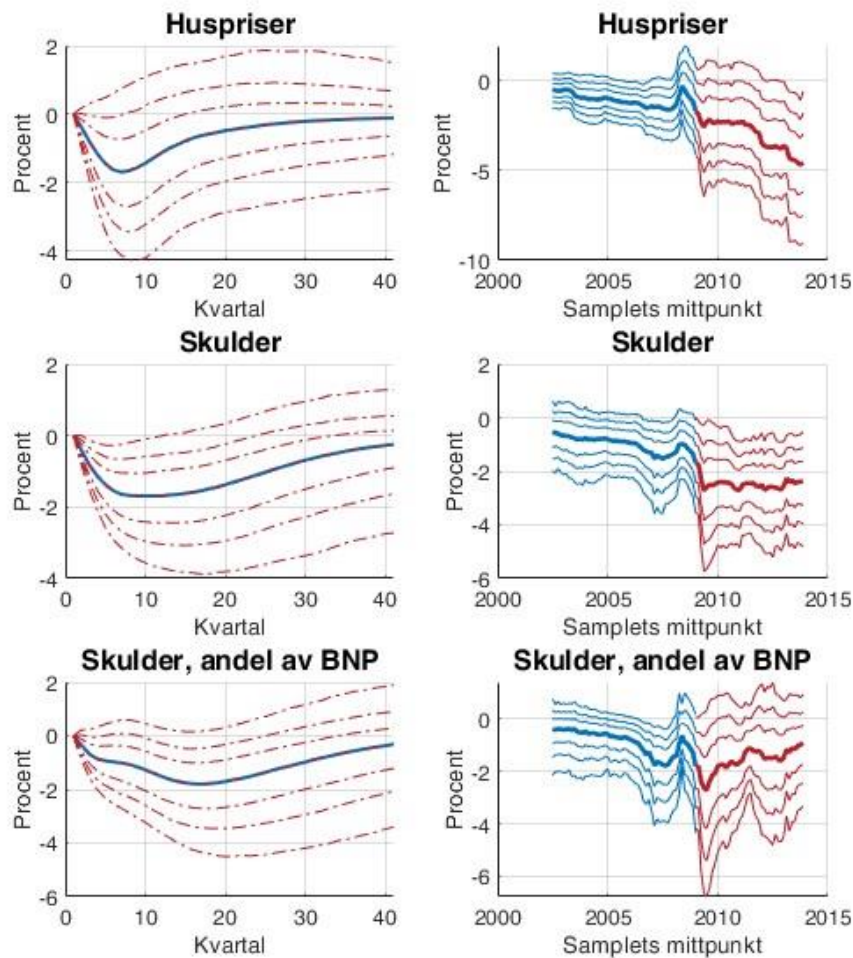 Huspriser
Procent
2
0
-2
-4
0 10 20 30 40
Kvartal
Huspriser
Procent
0
-5
-10
2000 2005 2010 2015
Samplets mittpunkt
Skulder
Procent
2
0
-2
-4
0 10 20 30 40
Kvartal
Skulder
Procent
2
0
-2
-4
-6
2000 2005 2010 2015
Samplets mittpunkt
Skulder, andel av BNP
Procent
2
0
-2
-4
-6
0 10 20 30 40
Kvartal
Skulder, andel av BNP
Procent
0
-2
-4
-6
2000 2005 2010 2015
Samplets mittpunkt